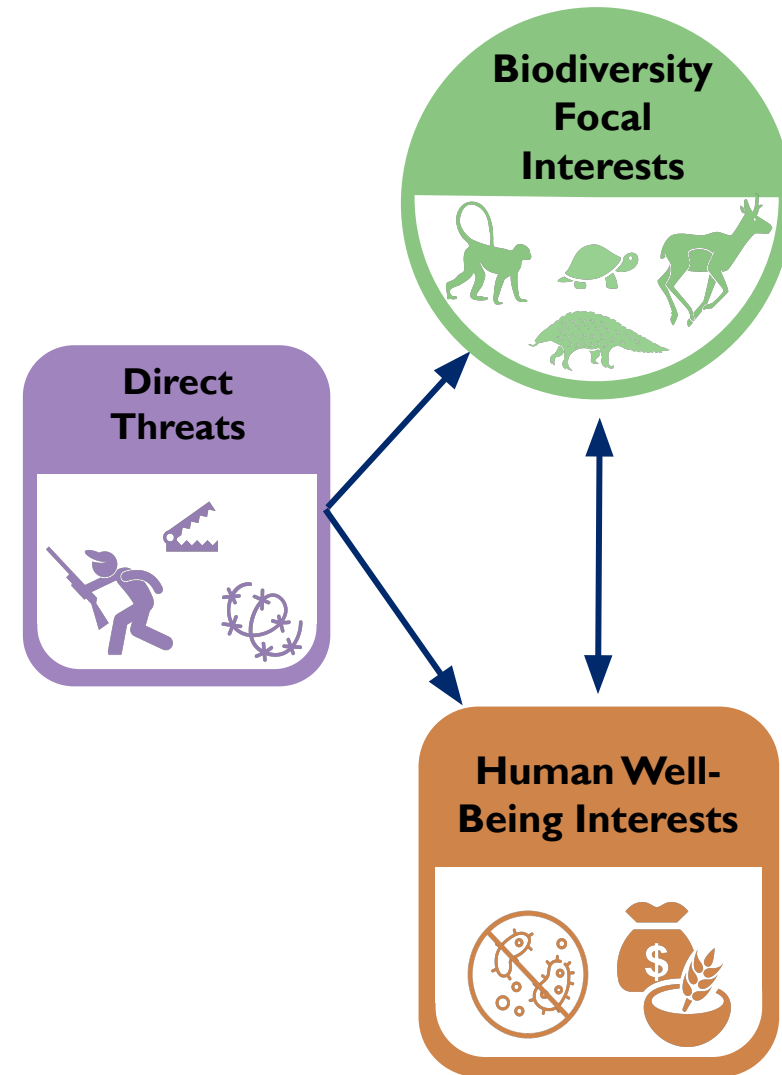 Biodiversity
Focal
Interests
Direct
Threats
Human Well-
Being Interests
$